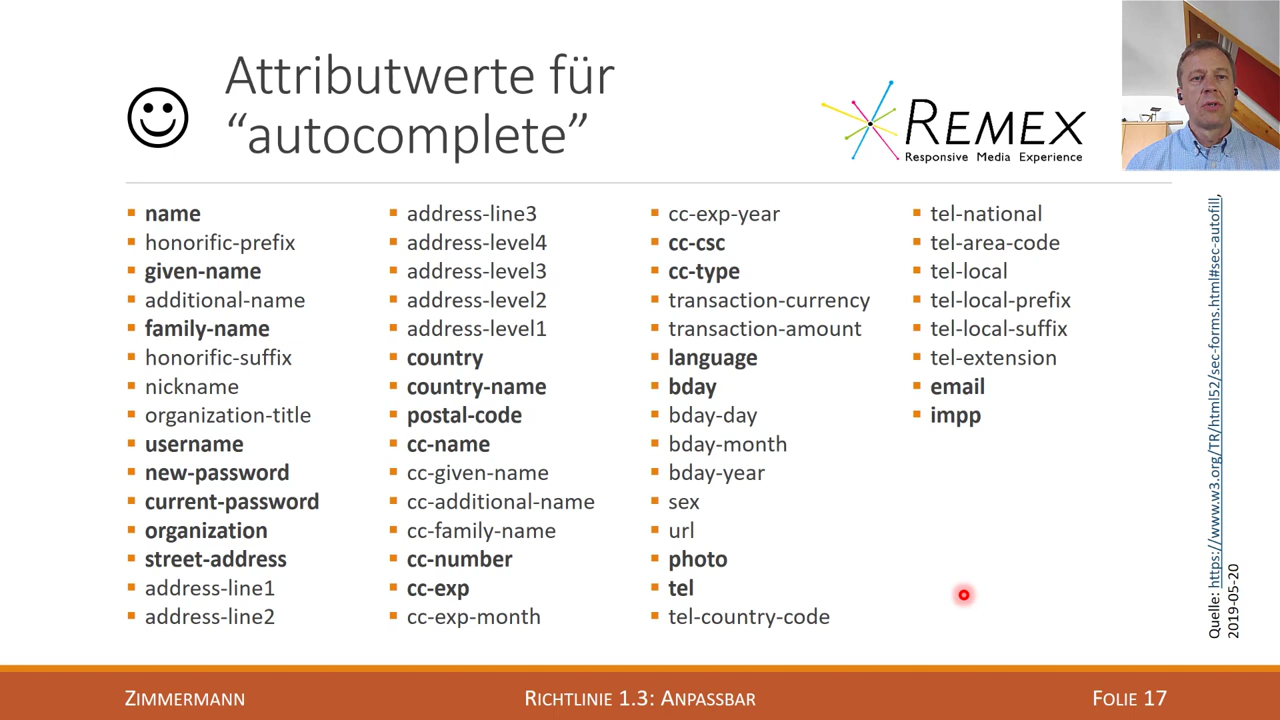 Attributwerte für
“autocomplete”
REMEX
Responsive Media Experience
name
honorific-prefix
given-name
additional-name
family-name
honorific-suffix
nickname
organization-title
username
new-password
current-password
organization
street-address
address-line1
address-line2
address-line3
address-level4
address-level3
address-level2
address-level1
country
country-name
postal-code
cc-name
cc-given-name
cc-additional-name
cc-family-name
cc-number
cc-exp
cc-exp-month
cc-exp-year
cc-csc
cc-type
transaction-currency
transaction-amount
language
bday
bday-day
bday-month
bday-year
sex
url
photo
tel
tel-country-code
tel-national
tel-area-code
tel-local
tel-local-prefix
tel-local-suffix
tel-extension
email
impp
Quelle: https://www.w3.org/TR/html52/sec-forms.html#sec-autofill,
2019-05-20
ZIMMERMANN
RICHTLINIE 1.3: ANPASSBAR
FOLIE 17